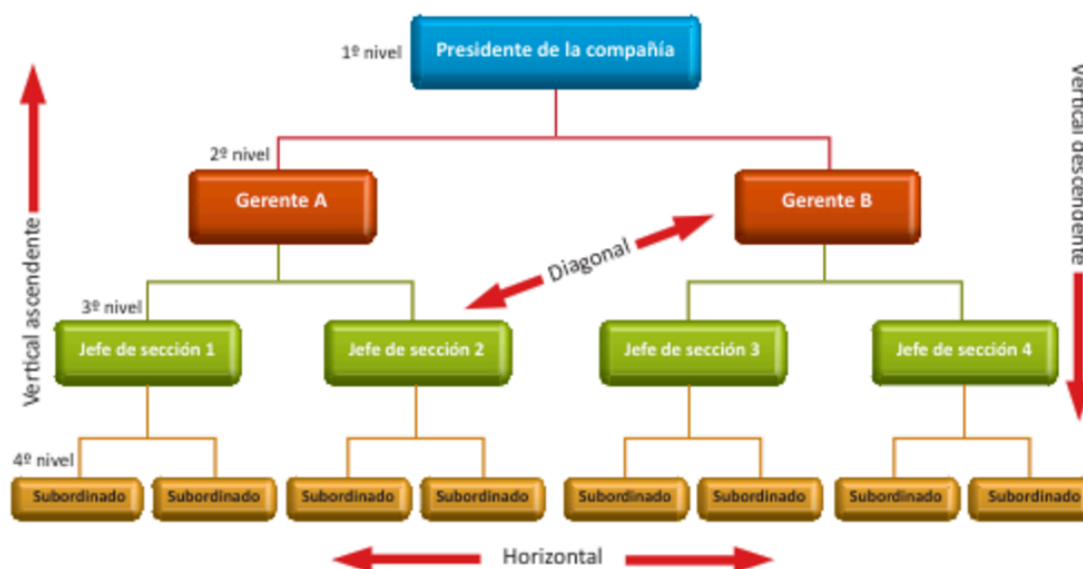 1º nivel
Presidente de la compañía
2º nivel
Gerente A
Gerente B
Vertical ascendente
Diagonal
Vertical descendente
3º nivel
Jefe de sección 1
Jefe de sección 2
Jefe de sección 3
Jefe de sección 4
4º nivel
Subordinado
Subordinado
Subordinado
Subordinado
Subordinado
Subordinado
Subordinado
Subordinado
Horizontal